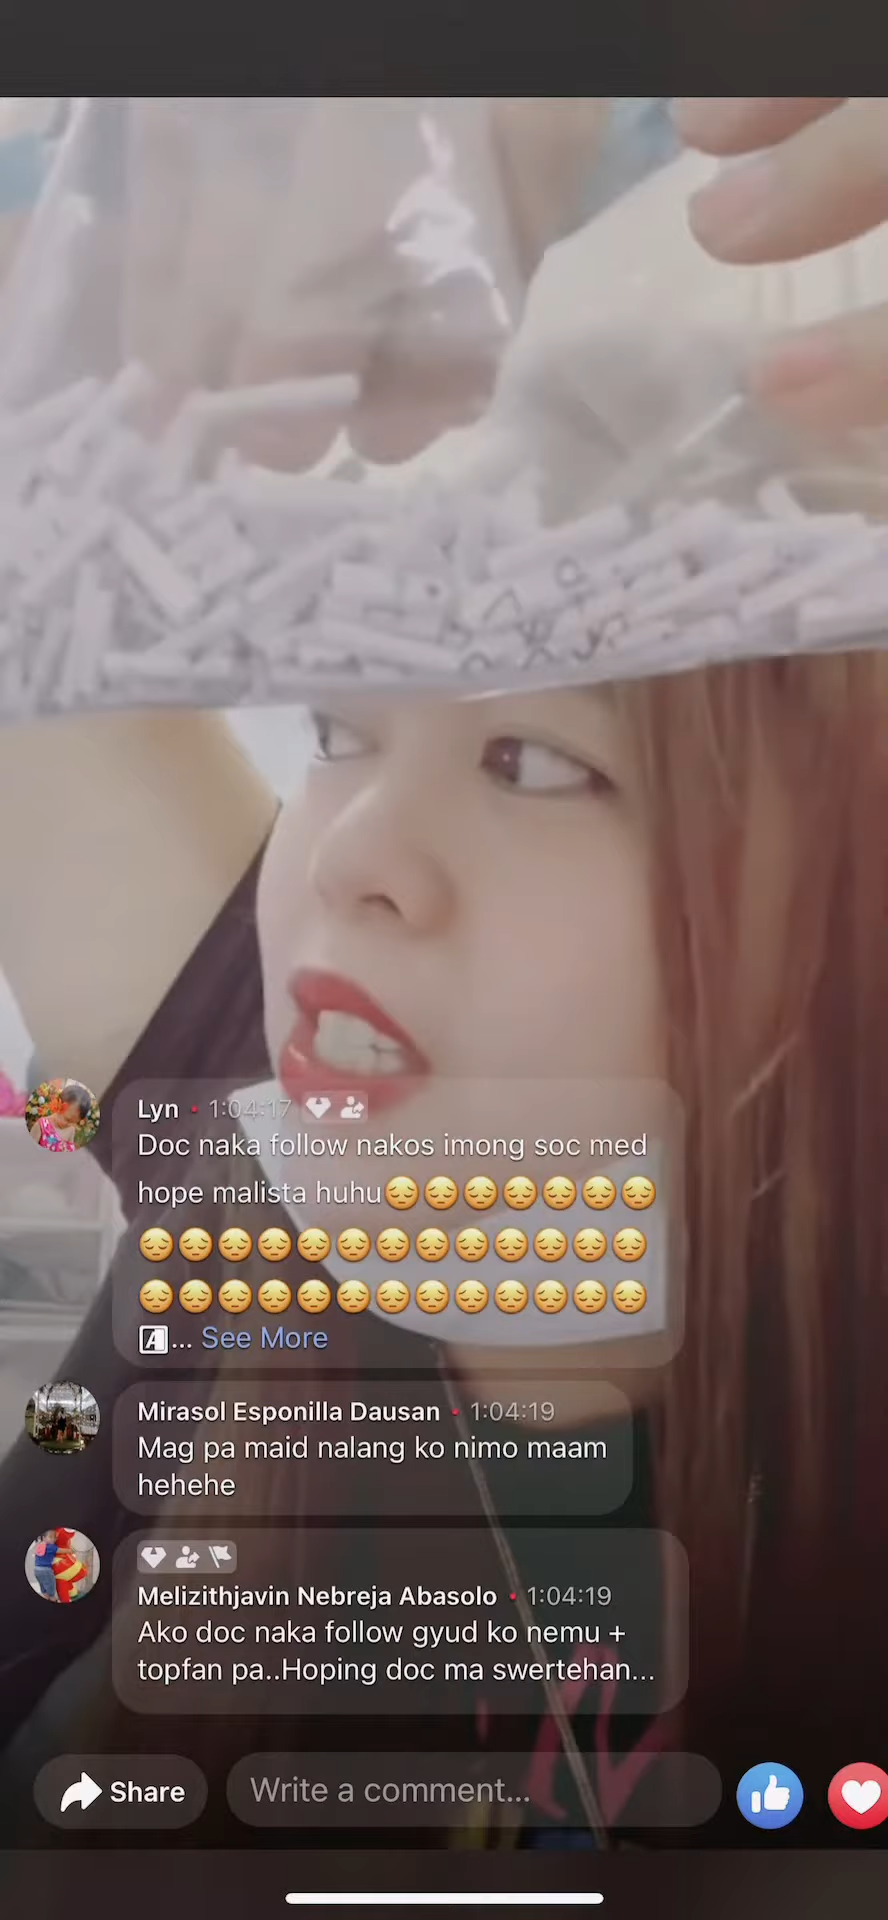 Lyn • 1:04:17
Doc naka follow nakos imong soc med
hope malista huhu😔😔😔😔😔😔😔
😔😔😔😔😔😔😔😔😔😔😔😔😔
😔😔😔😔😔😔😔😔😔😔😔😔😔
... See More
Mirasol Esponilla Dausan • 1:04:19
Mag pa maid nalang ko nimo maam
hehehe
Melizithjavin Nebreja Abasolo • 1:04:19
Ako doc naka follow gyud ko nemu +
topfan pa..Hoping doc ma swertehan...
Share
Write a comment...